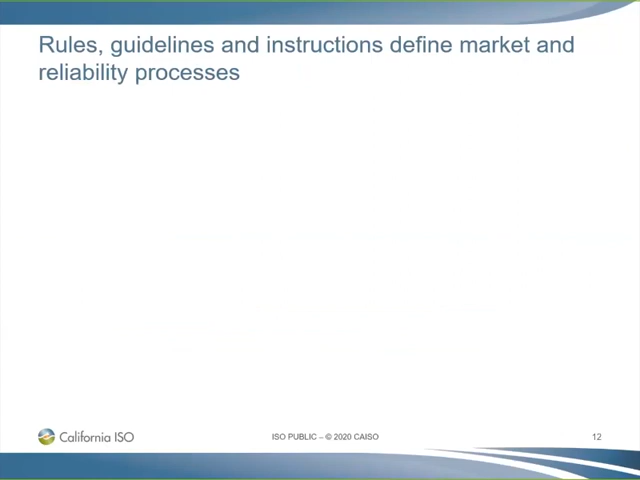 Rules, guidelines and instructions define market and
reliability processes
California ISO
ISO PUBLIC – © 2020 CAISO
12